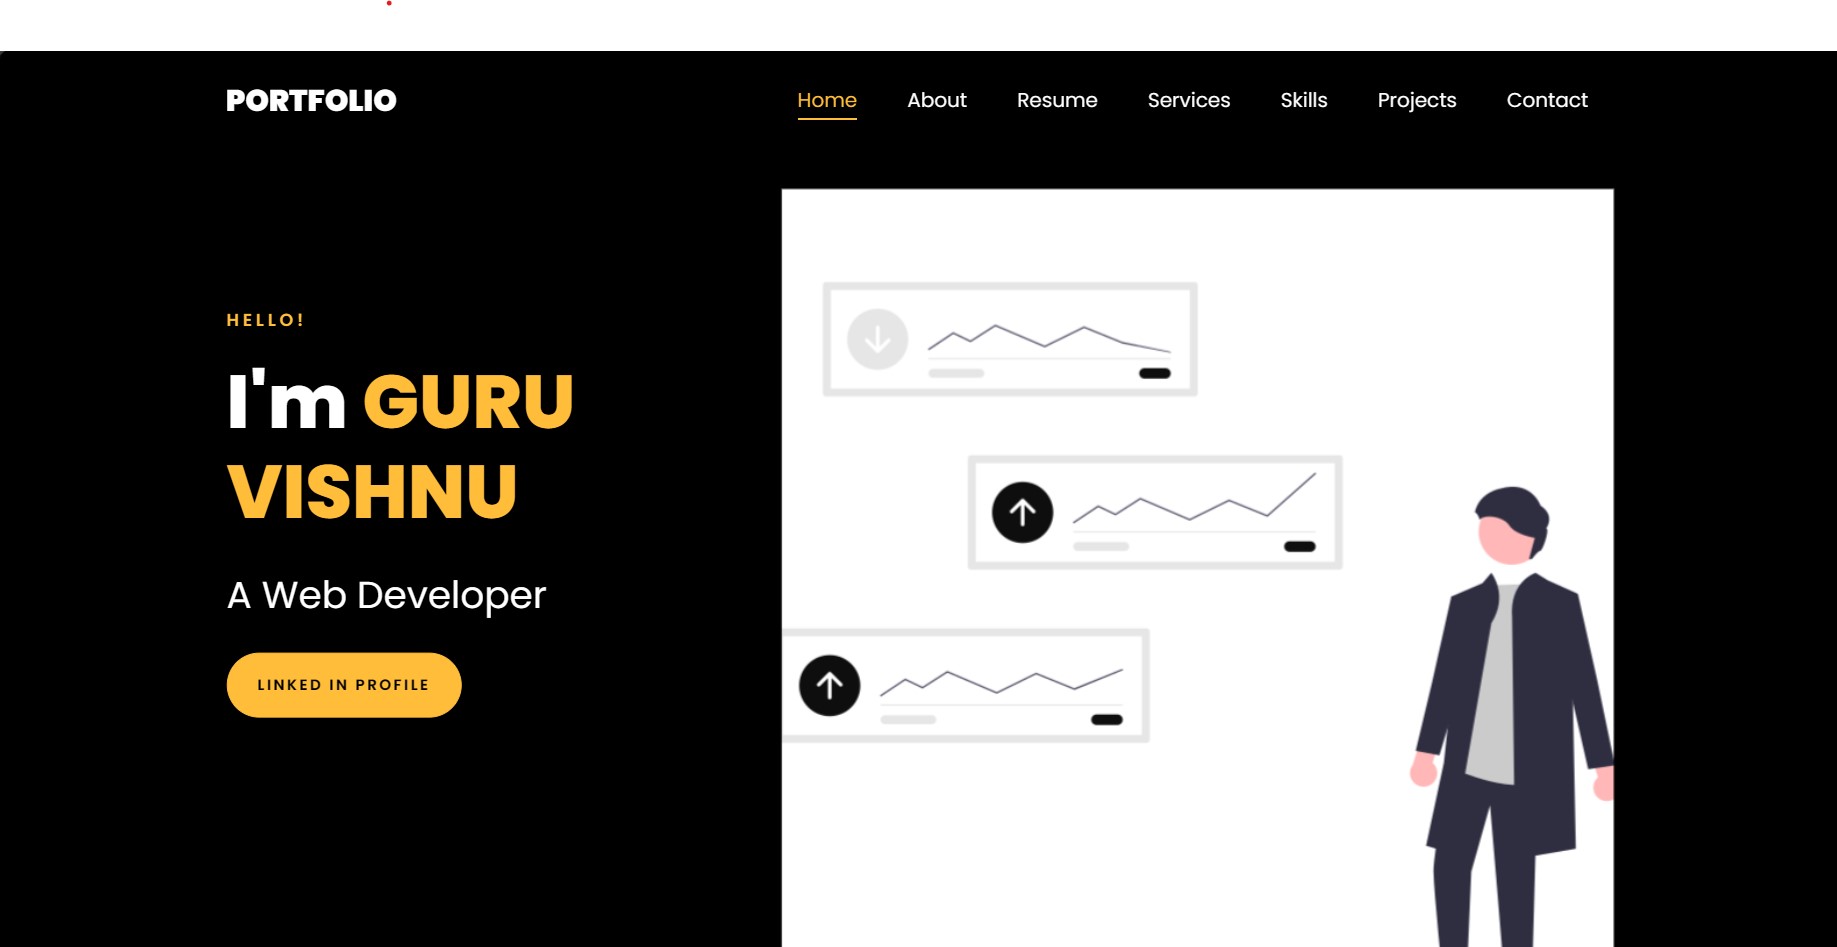 PORTFOLIO
Home About Resume Services Skills Projects Contact
HELLO!
I'm GURU
VISHNU
A Web Developer
LINKED IN PROFILE